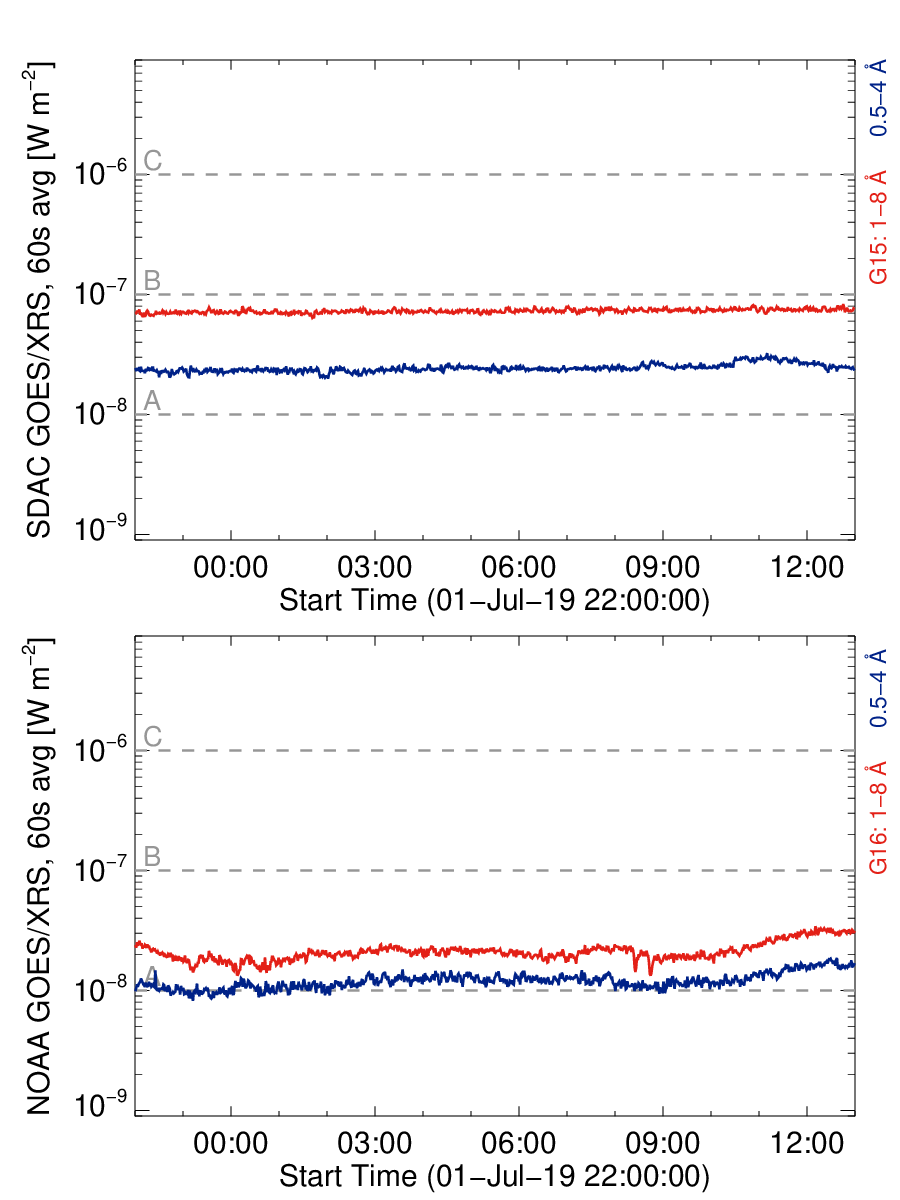 SDAC GOES/XRS, 60s avg [W m−2]
10−6
10−7
10−8
10−9
C
B
A
0.5−4 Å
G15: 1−8 Å
00:00 03:00 06:00 09:00 12:00
Start Time (01−Jul−19 22:00:00)
NOAA GOES/XRS, 60s avg [W m−2]
10−6
10−7
10−8
10−9
C
B
A
0.5−4 Å
G16: 1−8 Å
00:00 03:00 06:00 09:00 12:00
Start Time (01−Jul−19 22:00:00)